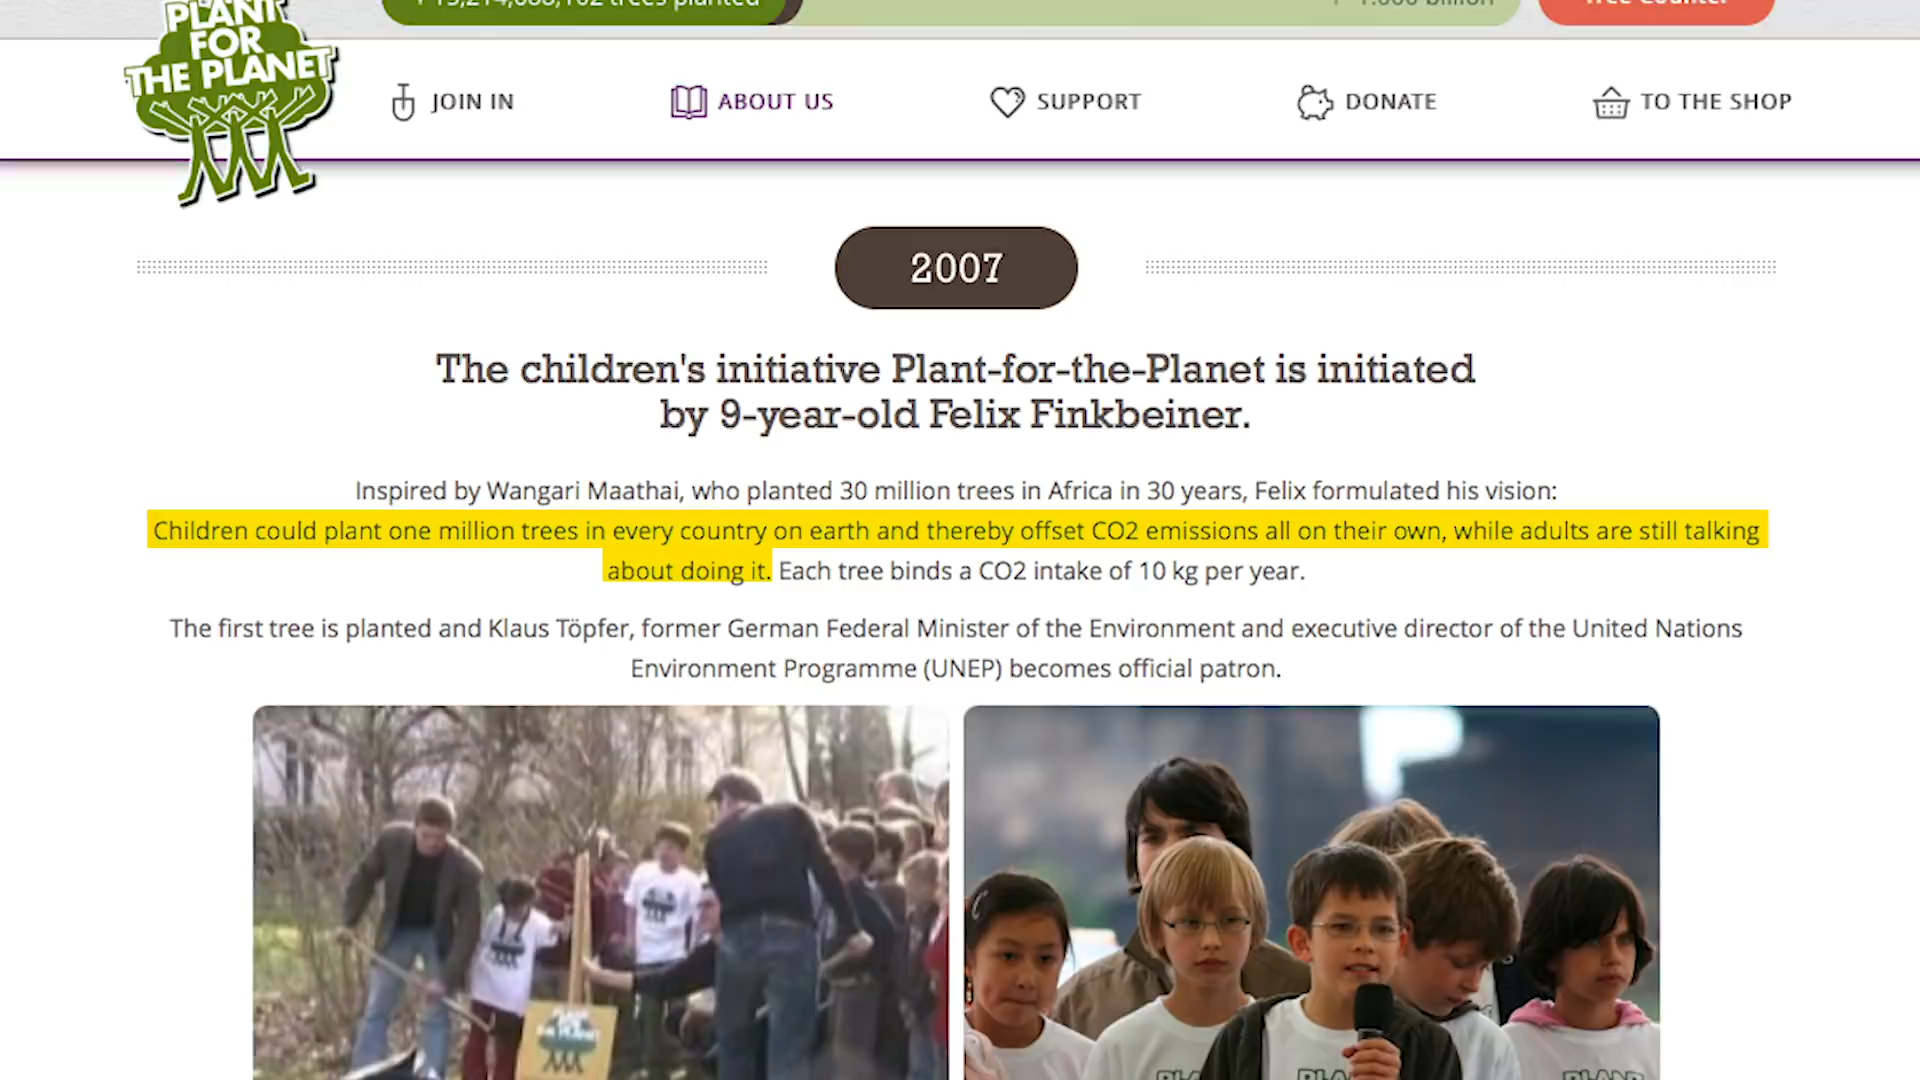 trees planted
Tree Counter
PLANT
FOR
THE PLANET
JOIN IN
ABOUT US
SUPPORT
DONATE
TO THE SHOP
2007
The children's initiative Plant-for-the-Planet is initiated
by 9-year-old Felix Finkbeiner.
Inspired by Wangari Maathai, who planted 30 million trees in Africa in 30 years, Felix formulated his vision:
Children could plant one million trees in every country on earth and thereby offset CO2 emissions all on their own, while adults are still talking
about doing it. Each tree binds a CO2 intake of 10 kg per year.
The first tree is planted and Klaus Töpfer, former German Federal Minister of the Environment and executive director of the United Nations
Environment Programme (UNEP) becomes official patron.